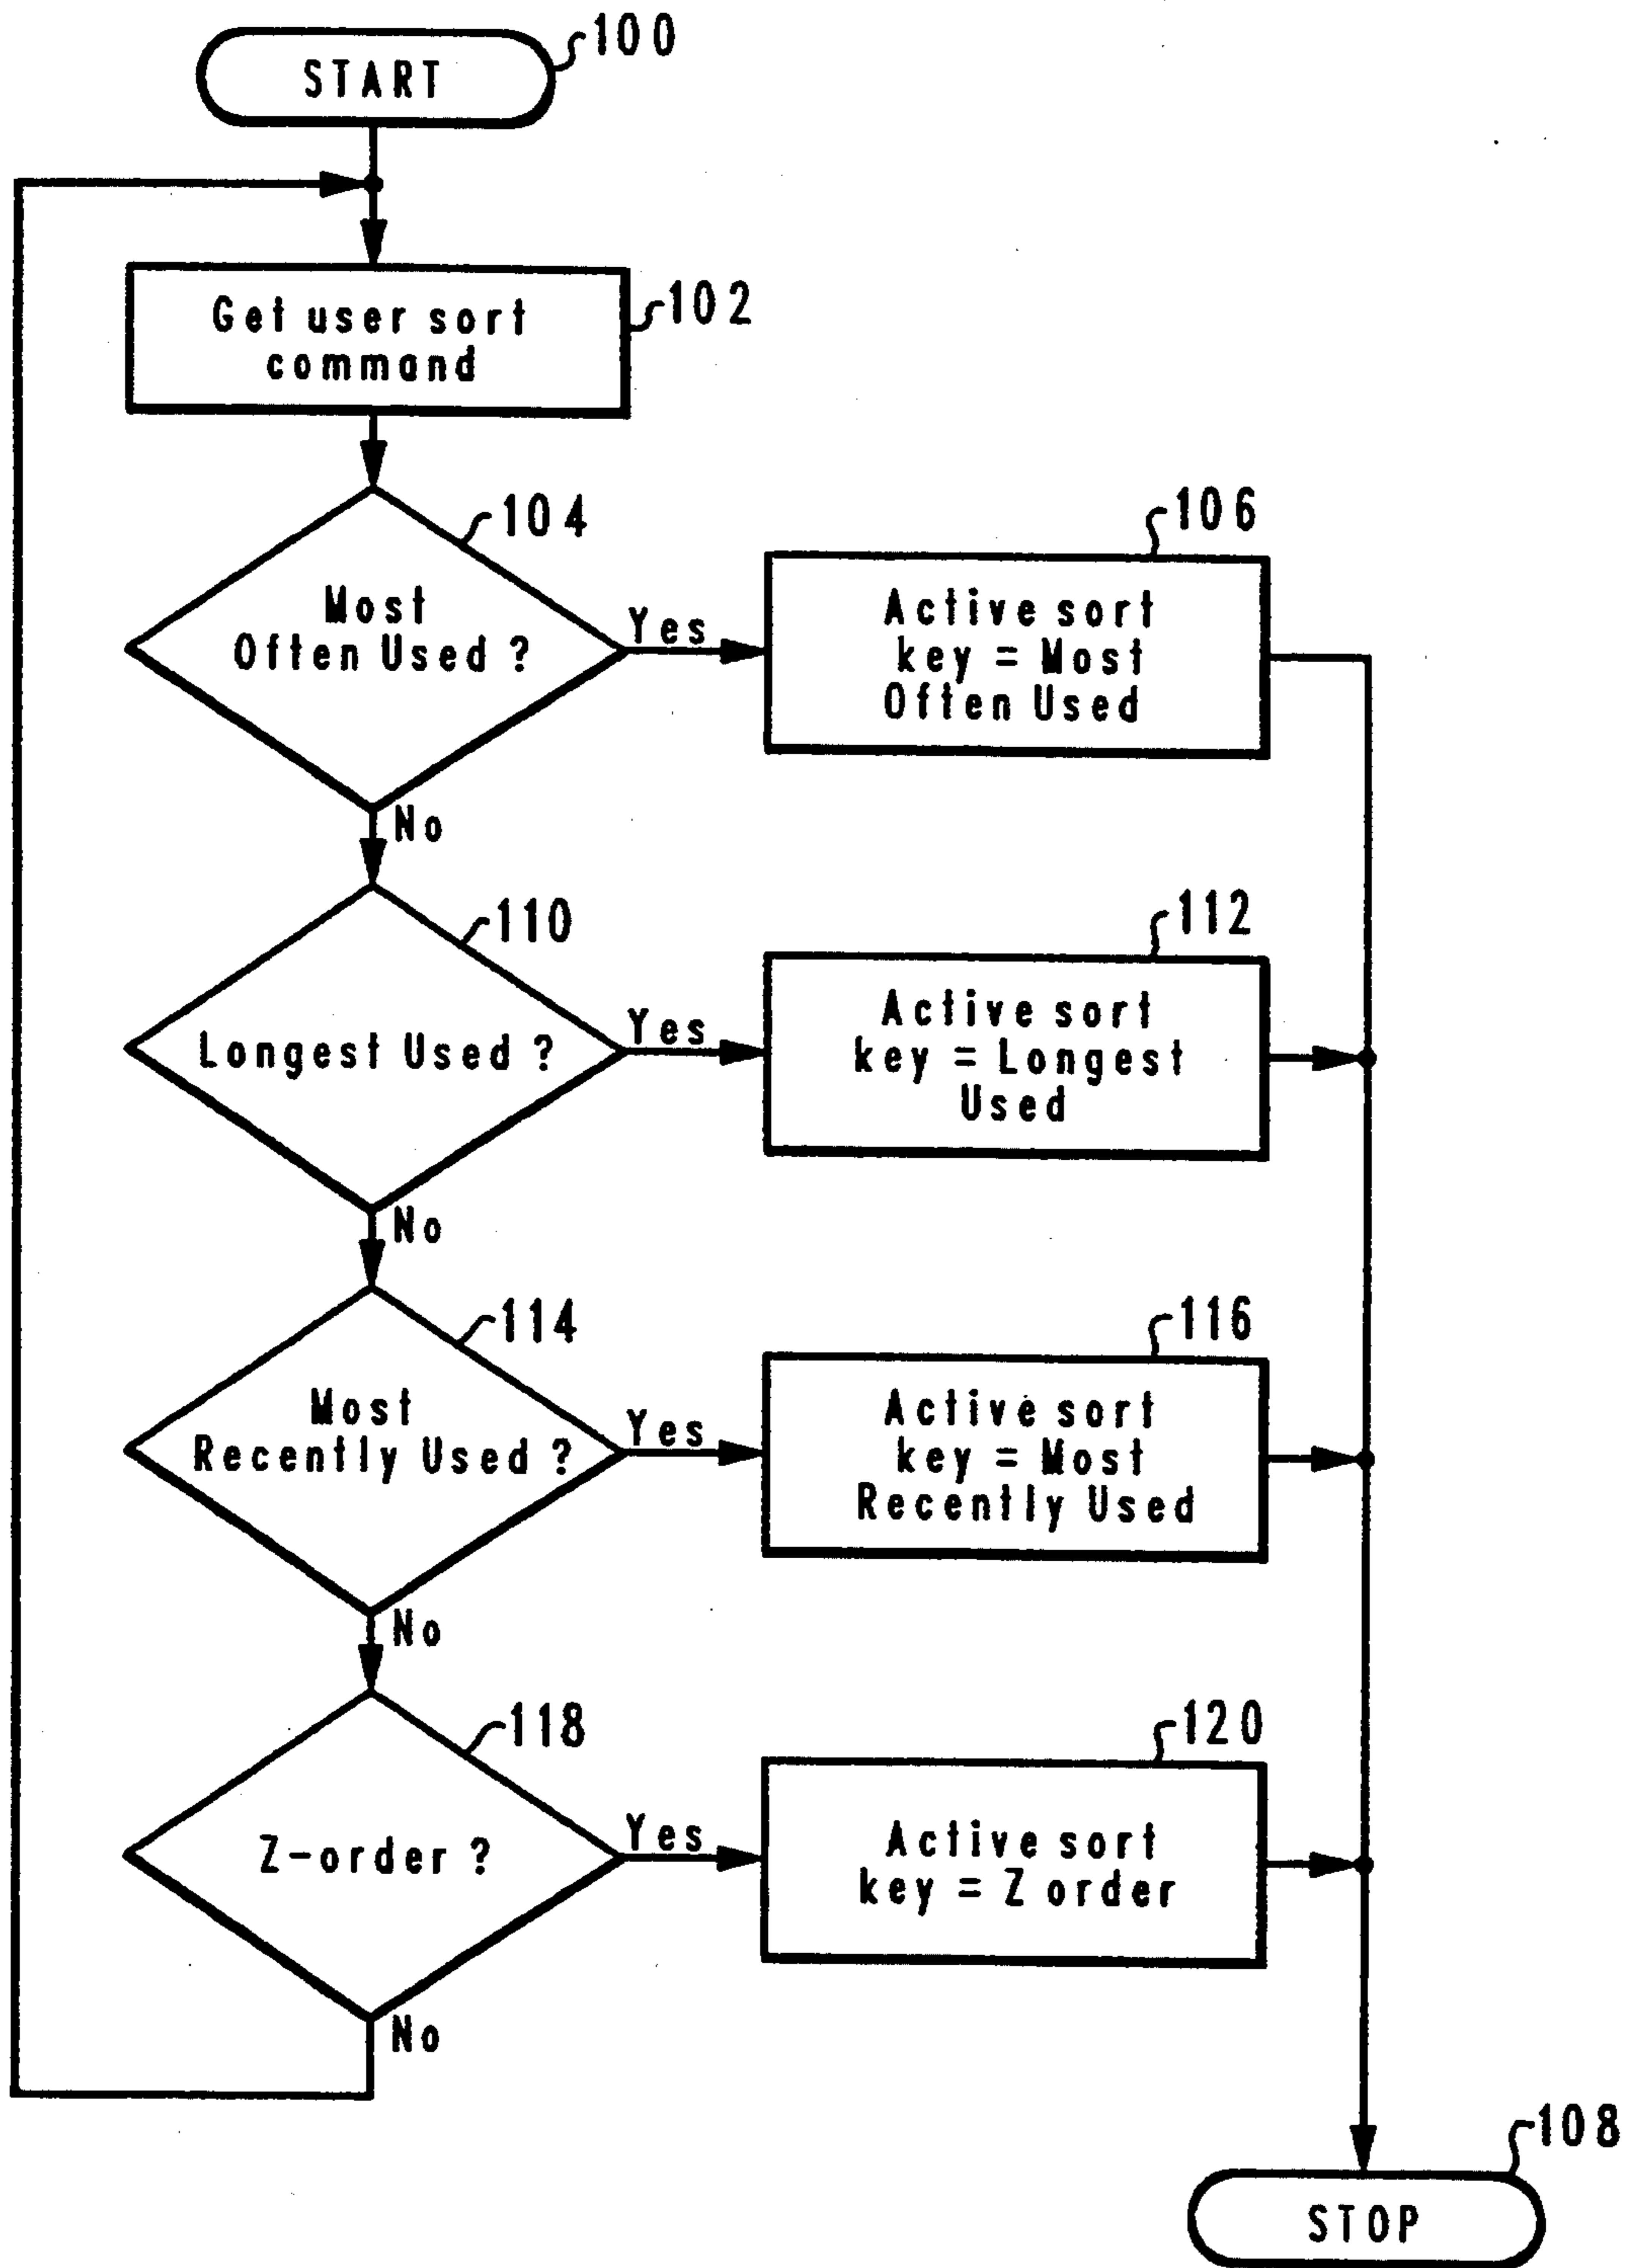 START
100
Get user sort
command
102
Most
Often Used ?
104
Yes
Active sort
key = Most
Often Used
106
No
Longest Used ?
110
Yes
Active sort
key = Longest
Used
112
No
Most
Recently Used ?
114
Yes
Active sort
key = Most
Recently Used
116
No
Z-order ?
118
Yes
Active sort
key = Z order
120
No
STOP
108